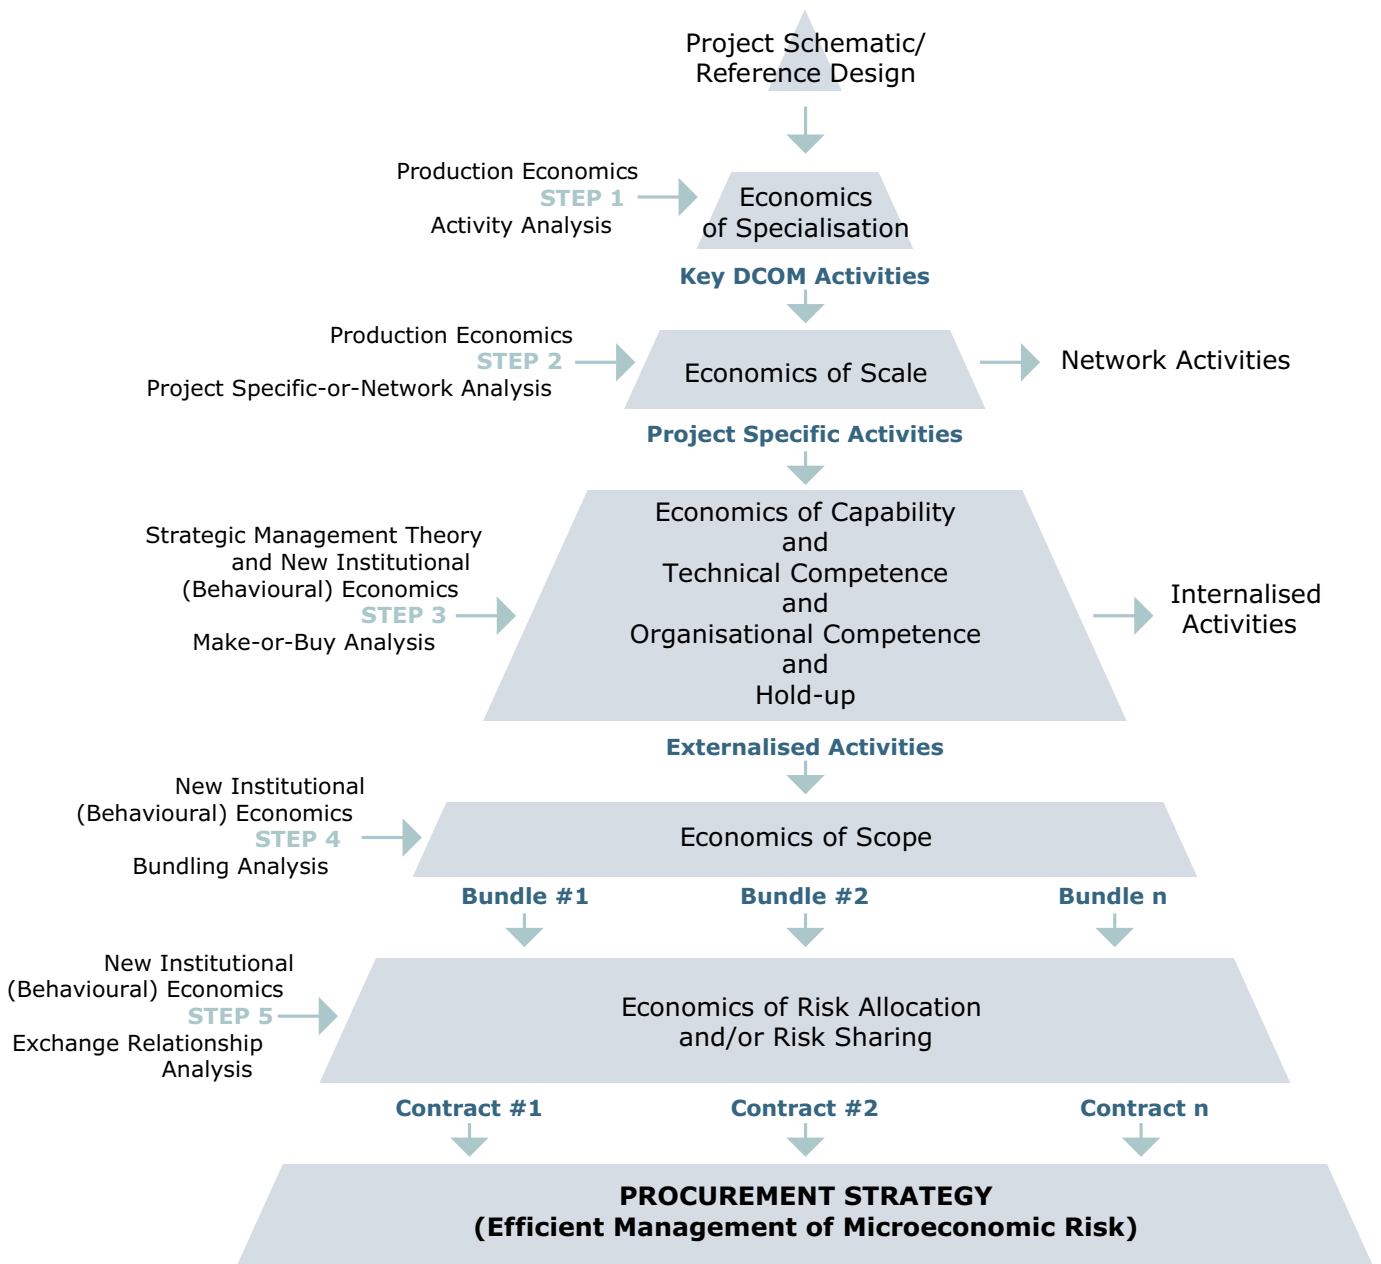 Project Schematic/
Reference Design
Production Economics
STEP 1
Activity Analysis
Economics
of Specialisation
Key DCOM Activities
Production Economics
STEP 2
Project Specific-or-Network Analysis
Economics of Scale
Network Activities
Project Specific Activities
Strategic Management Theory
and New Institutional
(Behavioural) Economics
STEP 3
Make-or-Buy Analysis
Economics of Capability
and
Technical Competence
and
Organisational Competence
and
Hold-up
Internalised
Activities
Externalised Activities
New Institutional
(Behavioural) Economics
STEP 4
Bundling Analysis
Economics of Scope
Bundle #1
Bundle #2
Bundle n
New Institutional
(Behavioural) Economics
STEP 5
Exchange Relationship
Analysis
Economics of Risk Allocation
and/or Risk Sharing
Contract #1
Contract #2
Contract n
PROCUREMENT STRATEGY
(Efficient Management of Microeconomic Risk)